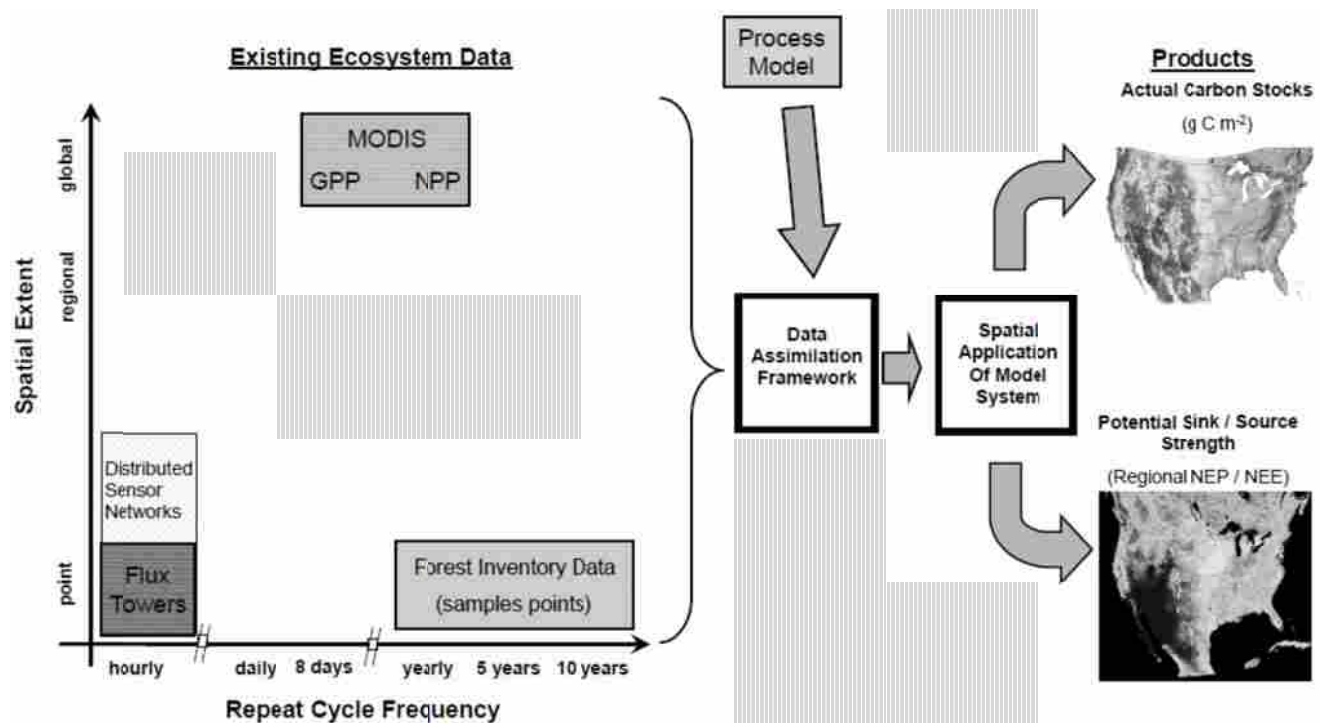 Existing Ecosystem Data
MODIS
GPP NPP
global
regional
point
Spatial Extent
Distributed
Sensor
Networks
Flux
Towers
Forest Inventory Data
(samples points)
hourly daily 8 days yearly 5 years 10 years
Repeat Cycle Frequency
Process
Model
Data
Assimilation
Framework
Spatial
Application
Of Model
System
Products
Actual Carbon Stocks
(g C m-2)
Potential Sink / Source
Strength
(Regional NEP / NEE)